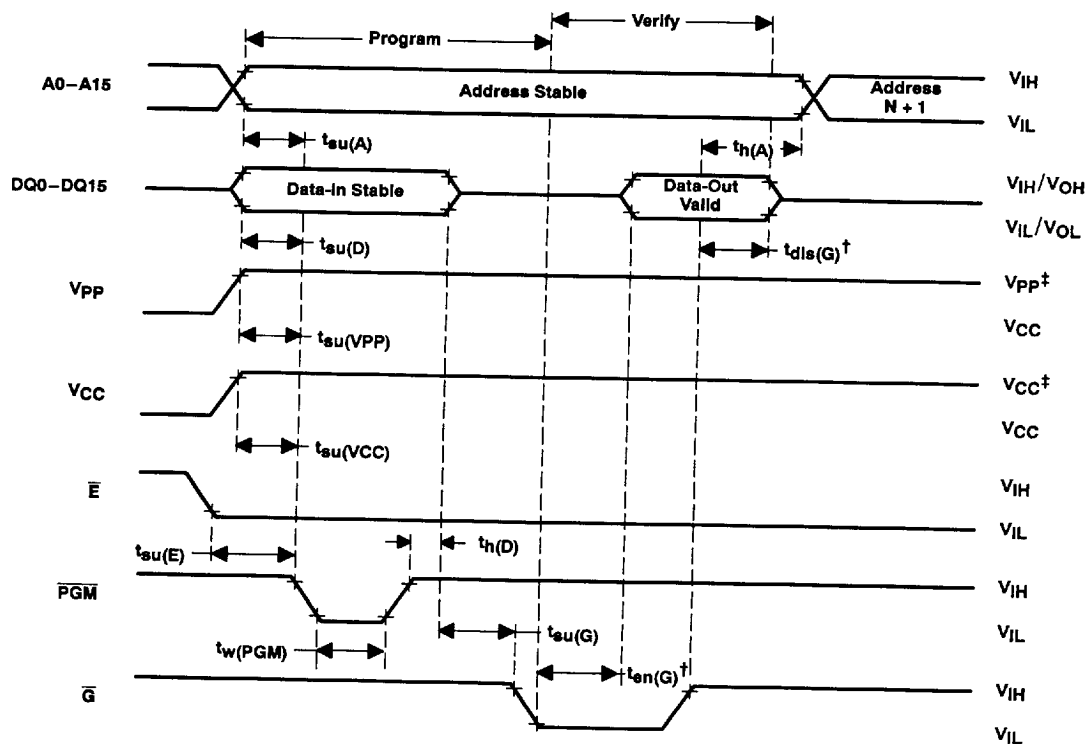 Verify
Program
A0–A15
Address Stable
Address
N + 1
VIH
VIL
tsu(A)
th(A)
DQ0–DQ15
Data-In Stable
Data-Out
Valid
VIH/VOH
VIL/VOL
tsu(D)
tdis(G)†
VPP
VPP‡
VCC
tsu(VPP)
VCC
VCC‡
VCC
tsu(VCC)
E
VIH
VIL
tsu(E)
th(D)
PGM
VIH
VIL
tw(PGM)
tsu(G)
ten(G)†
G
VIH
VIL